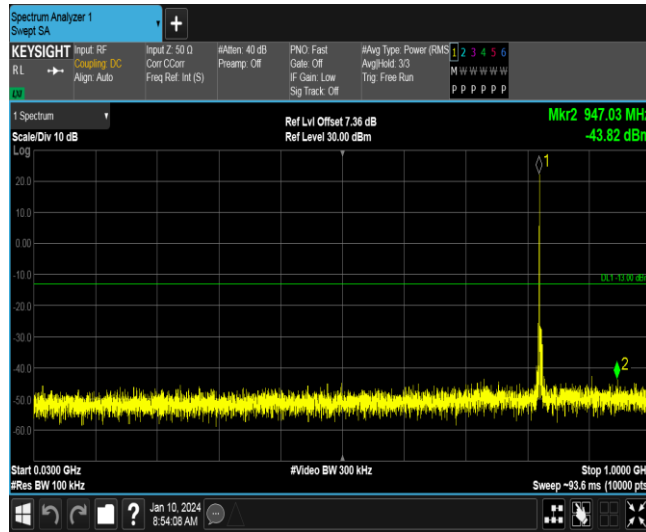 Spectrum Analyzer 1
Swept SA
+
KEYSIGHT Input: RF Input Z: 50 Ω #Atten: 40 dB PNO: Fast #Avg Type: Power (RMS 1 2 3 4 5 6
RL Coupling: DC Corr CCorr Preamp: Off Gate: Off Avg|Hold: 3/3 M W W W W W
Align: Auto Freq Ref: Int (S) IF Gain: Low Trig: Free Run
LXI Sig Track: Off P P P P P P
1 Spectrum Ref Lvl Offset 7.36 dB Mkr2 947.03 MHz
Scale/Div 10 dB Ref Level 30.00 dBm -43.82 dBm
Log
1
20.0
10.0
0.00
-10.0
DL1 -13.00 dBm
-20.0
-30.0
-40.0
2
-50.0
-60.0
Start 0.0300 GHz #Video BW 300 kHz Stop 1.0000 GH
#Res BW 100 kHz Sweep ~93.6 ms (10000 pts
? Jan 10, 2024
8:54:08 AM